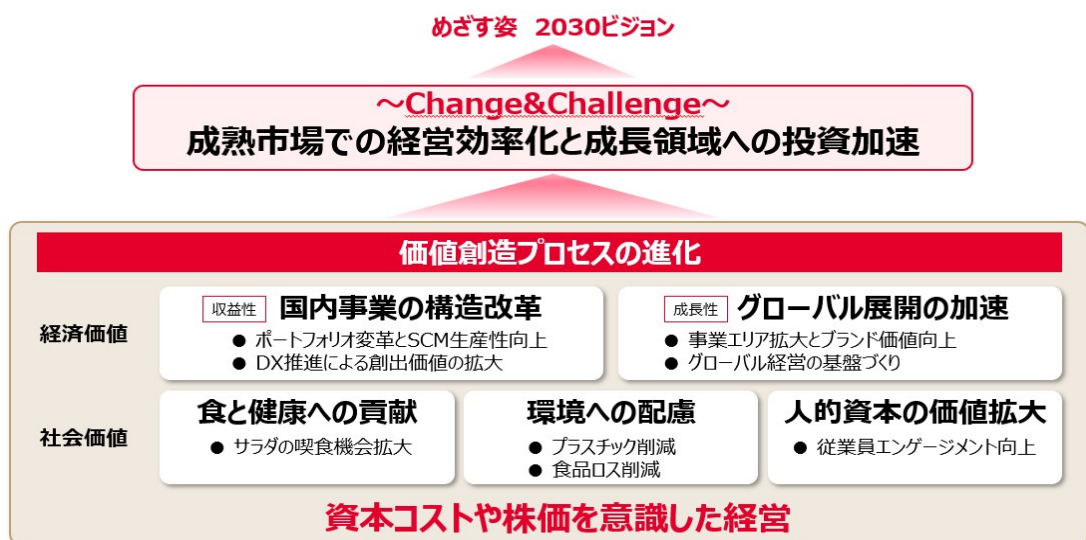 めざす姿 2030ビジョン
～Change&Challenge～
成熟市場での経営効率化と成長領域への投資加速
価値創造プロセスの進化
経済価値
収益性 国内事業の構造改革
● ポートフォリオ変革とSCM生産性向上
● DX推進による創出価値の拡大
成長性 グローバル展開の加速
● 事業エリア拡大とブランド価値向上
● グローバル経営の基盤づくり
社会価値
食と健康への貢献
● サラダの喫食機会拡大
環境への配慮
● プラスチック削減
● 食品ロス削減
人的資本の価値拡大
● 従業員エンゲージメント向上
資本コストや株価を意識した経営